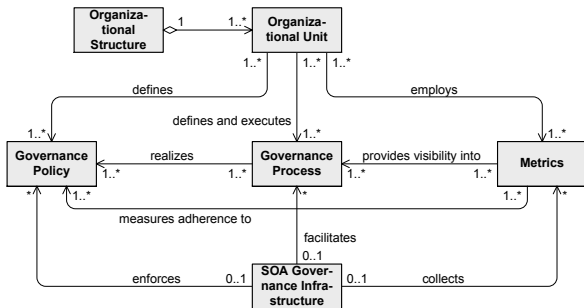 Organiza-
tional
Structure
1
1..*
Organiza-
tional Unit
1..*
1..*
1..*
defines
employs
defines and executes
1..*
1..*
1..*
Governance
Policy
realizes
Governance
Process
provides visibility into
Metrics
*
1..*
1..*
1..*
1..*
1..*
1..*
*
*
measures adherence to
facilitates
0..1
enforces
0..1
SOA Gover-
nance Infra-
structure
0..1
collects